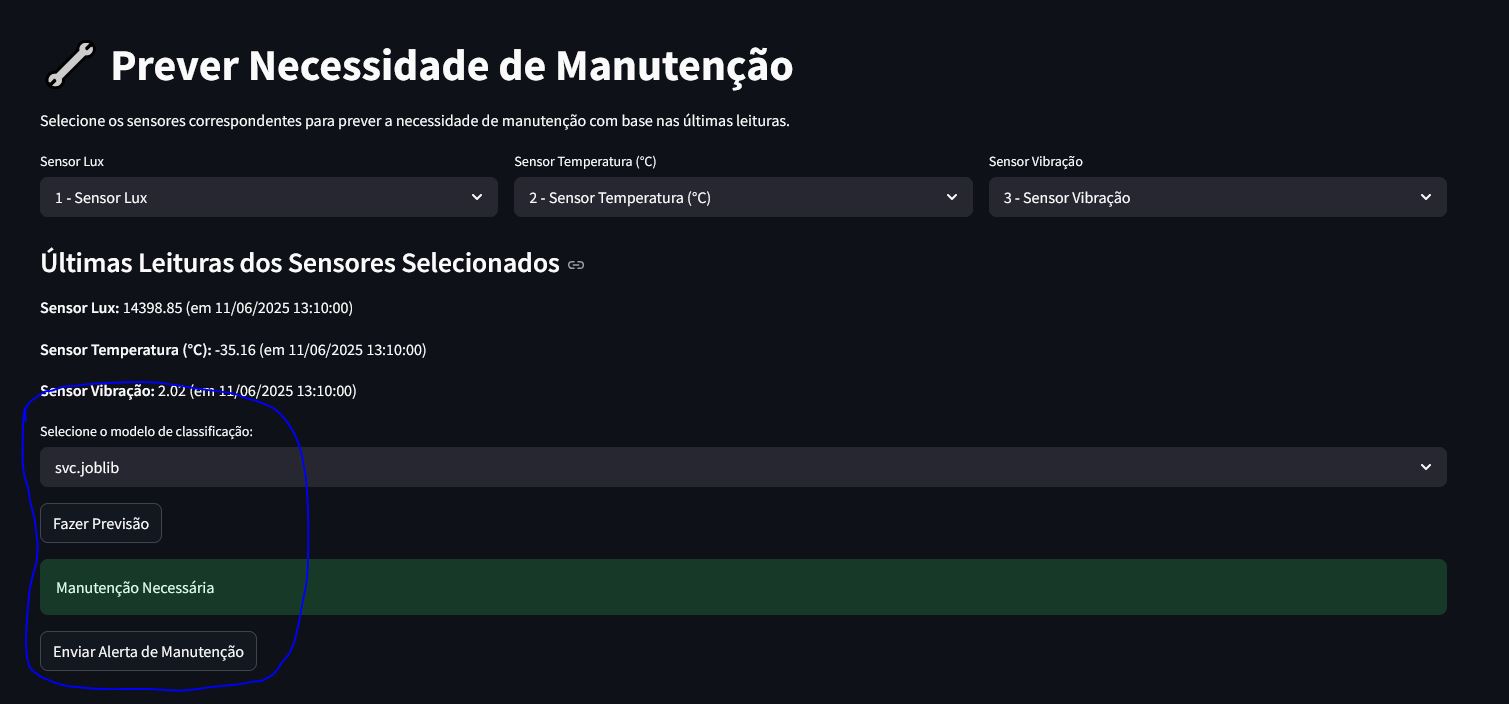 Prever Necessidade de Manutenção
Selecione os sensores correspondentes para prever a necessidade de manutenção com base nas últimas leituras.
Sensor Lux
1 - Sensor Lux
Sensor Temperatura (°C)
2 - Sensor Temperatura (°C)
Sensor Vibração
3 - Sensor Vibração
Últimas Leituras dos Sensores Selecionados
Sensor Lux: 14398.85 (em 11/06/2025 13:10:00)
Sensor Temperatura (°C): -35.16 (em 11/06/2025 13:10:00)
Sensor Vibração: 2.02 (em 11/06/2025 13:10:00)
Selecione o modelo de classificação:
svc.joblib
Fazer Previsão
Manutenção Necessária
Enviar Alerta de Manutenção